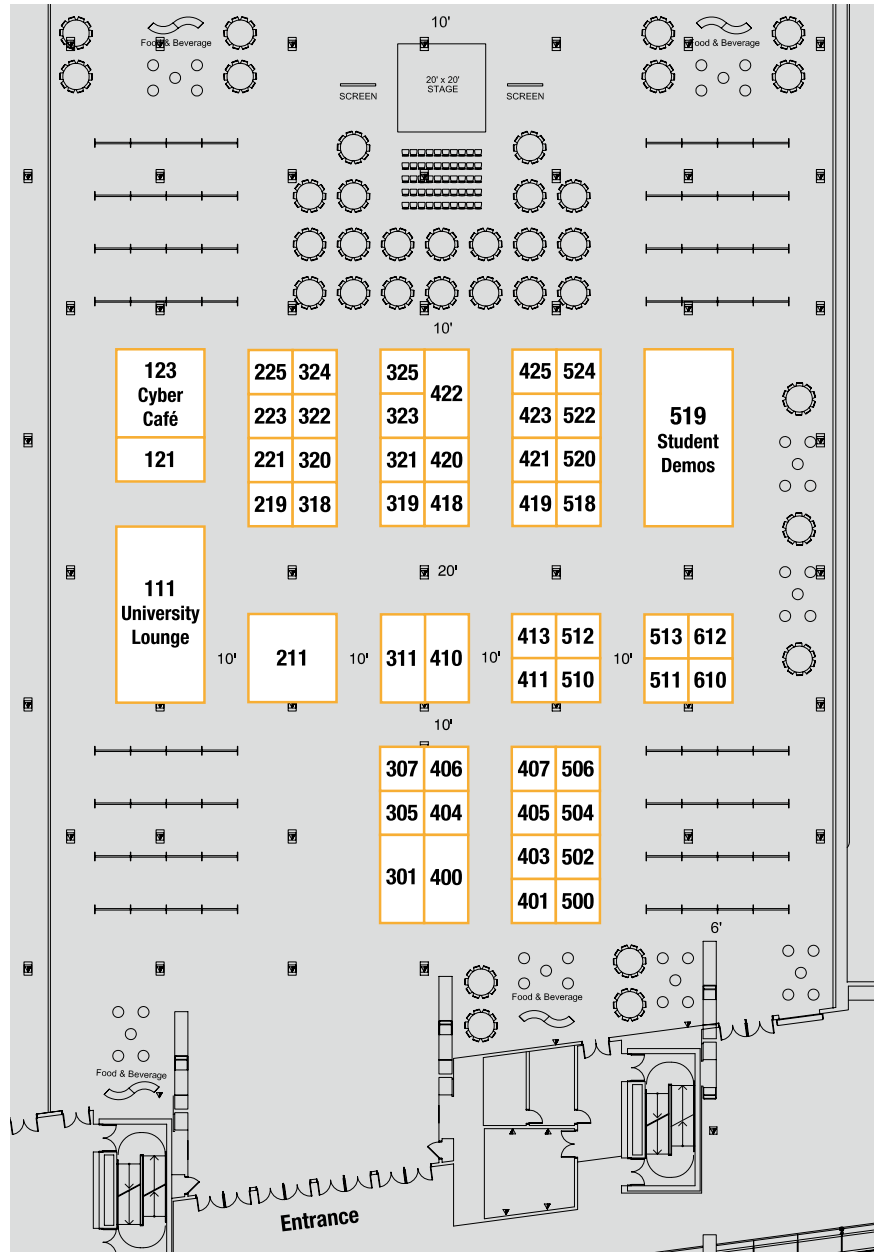 10'
Food & Beverage
Food & Beverage
20' x 20'
STAGE
SCREEN
SCREEN
10'
123
Cyber
Café
225 324
325
422
425 524
519
Student
Demos
223 322
323
423 522
121
221 320
321 420
421 520
219 318
319 418
419 518
111
University
Lounge
20'
10'
211
10'
311 410
10'
413 512
10'
513 612
411 510
511 610
10'
307 406
407 506
305 404
405 504
301 400
403 502
401 500
6'
Food & Beverage
Food & Beverage
Entrance